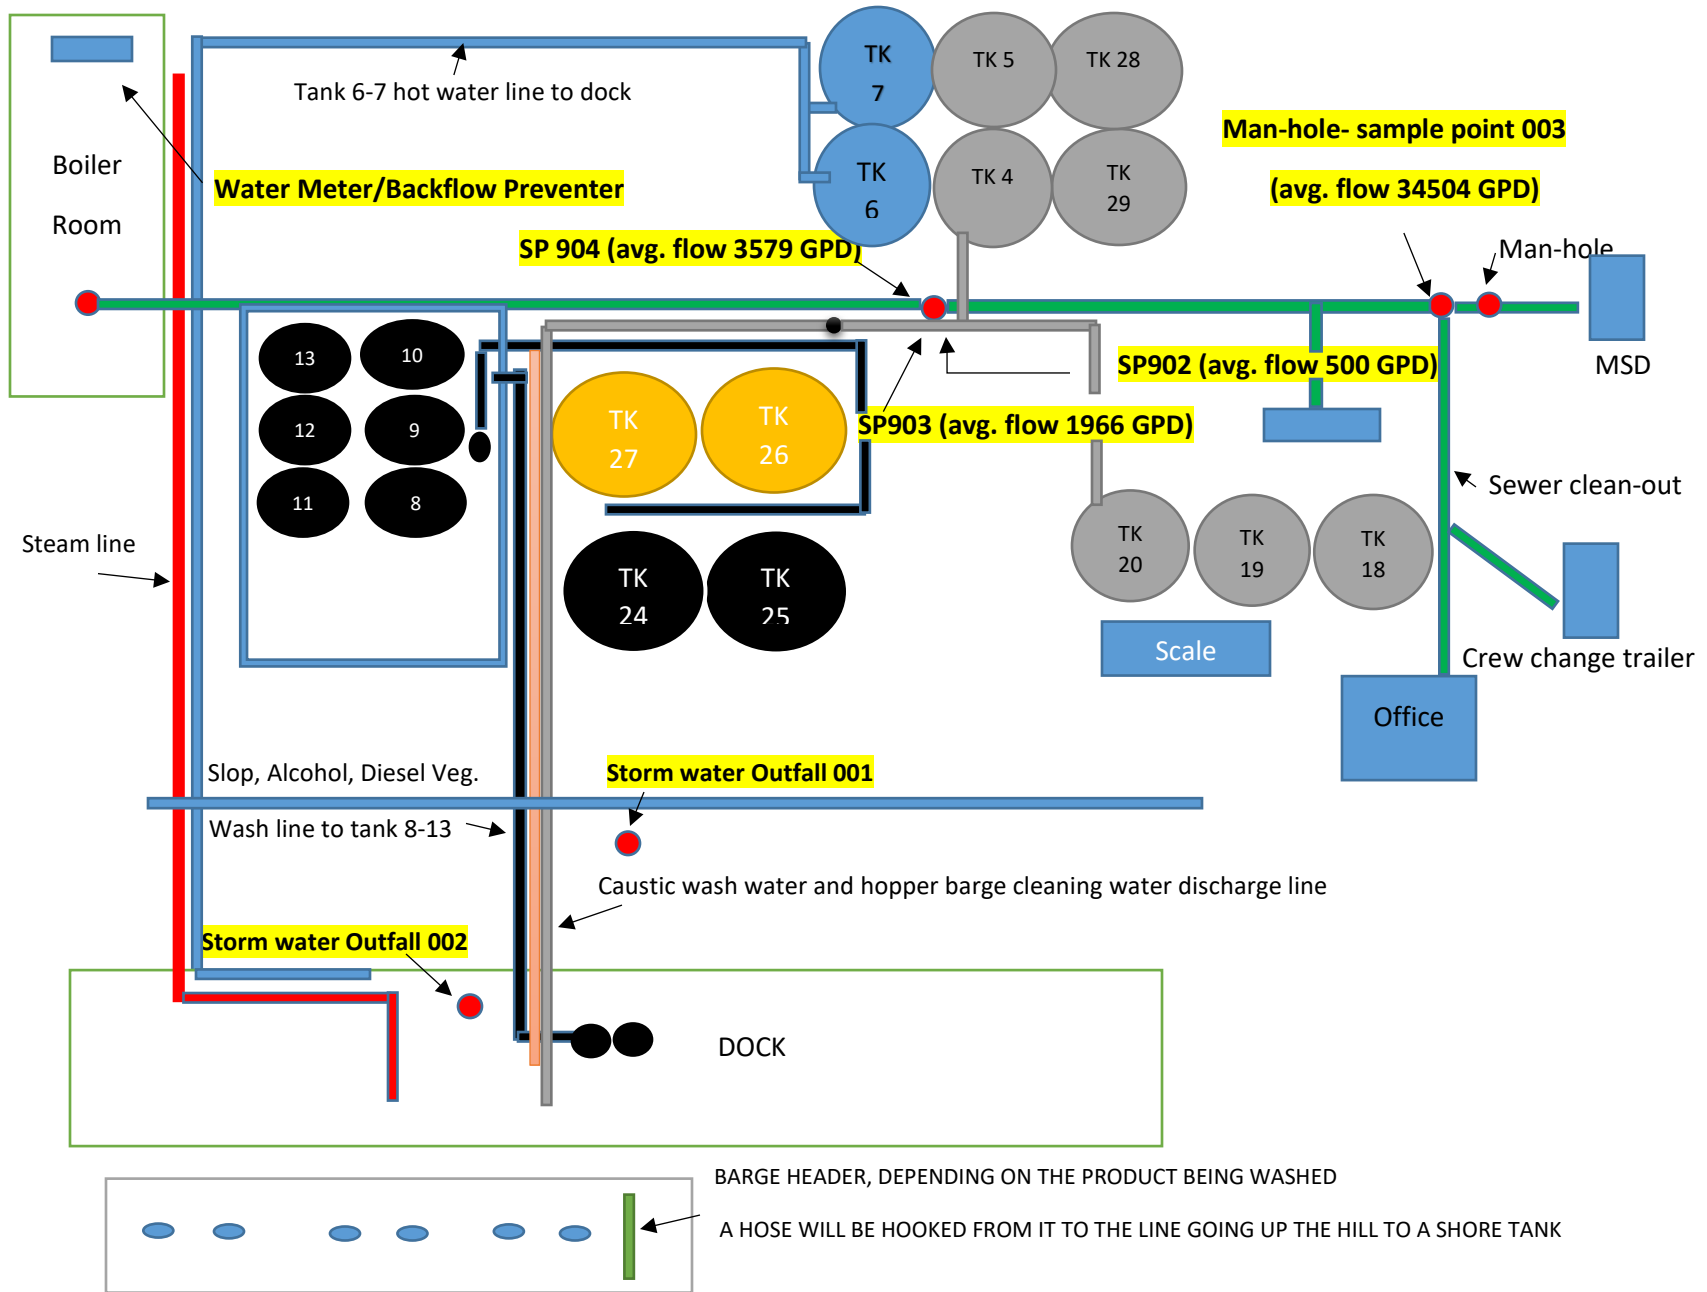 TK
7
TK 5
TK 28
Tank 6-7 hot water line to dock
Man-hole- sample point 003
(avg. flow 34504 GPD)
Boiler
Room
Water Meter/Backflow Preventer
TK
6
TK 4
TK
29
SP 904 (avg. flow 3579 GPD)
Man-hole
MSD
13
10
12
9
11
8
SP902 (avg. flow 500 GPD)
SP903 (avg. flow 1966 GPD)
TK
27
TK
26
Sewer clean-out
Steam line
TK
24
TK
25
TK
20
TK
19
TK
18
Scale
Crew change trailer
Office
Slop, Alcohol, Diesel Veg.
Storm water Outfall 001
Wash line to tank 8-13
Caustic wash water and hopper barge cleaning water discharge line
Storm water Outfall 002
DOCK
BARGE HEADER, DEPENDING ON THE PRODUCT BEING WASHED
A HOSE WILL BE HOOKED FROM IT TO THE LINE GOING UP THE HILL TO A SHORE TANK